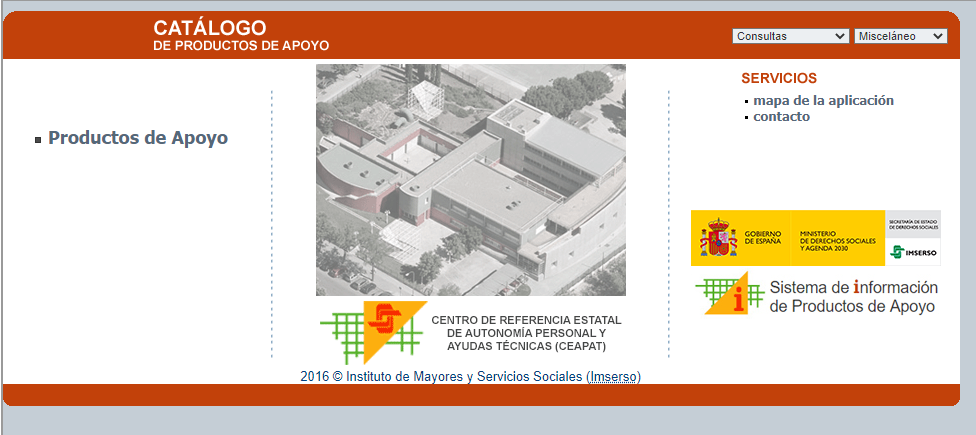 CATÁLOGO
DE PRODUCTOS DE APOYO
Consultas
Misceláneo
Productos de Apoyo
SERVICIOS
mapa de la aplicación
contacto
GOBIERNO
DE ESPAÑA
MINISTERIO
DE DERECHOS SOCIALES
Y AGENDA 2030
SECRETARÍA DE ESTADO
DE DERECHOS SOCIALES
IMSERSO
Sistema de información
de Productos de Apoyo
CENTRO DE REFERENCIA ESTATAL
DE AUTONOMÍA PERSONAL Y
AYUDAS TÉCNICAS (CEAPAT)
2016 © Instituto de Mayores y Servicios Sociales (Imserso)